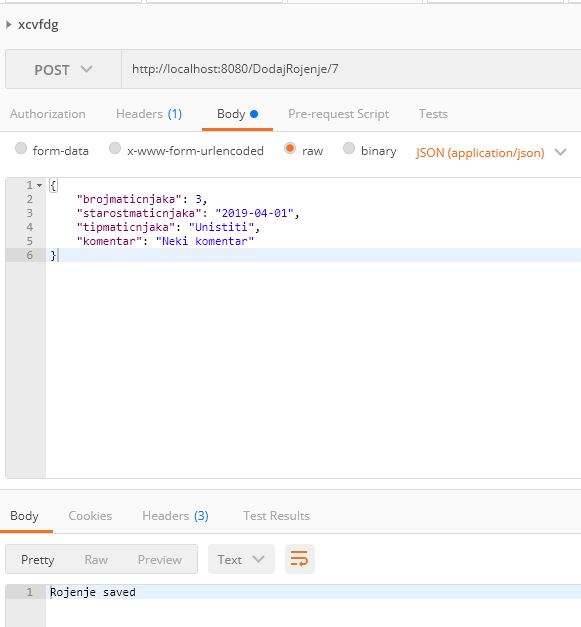 xcvfdg
POST http://localhost:8080/DodajRojenje/7
Authorization Headers (1) Body Pre-request Script Tests
form-data x-www-form-urlencoded raw binary JSON (application/json)
1 {
2 "brojmaticnjaka": 3,
3 "starostmaticnjaka": "2019-04-01",
4 "tipmaticnjaka": "Unistiti",
5 "komentar": "Neki komentar"
6 }
Body Cookies Headers (3) Test Results
Pretty Raw Preview Text
1 Rojenje saved